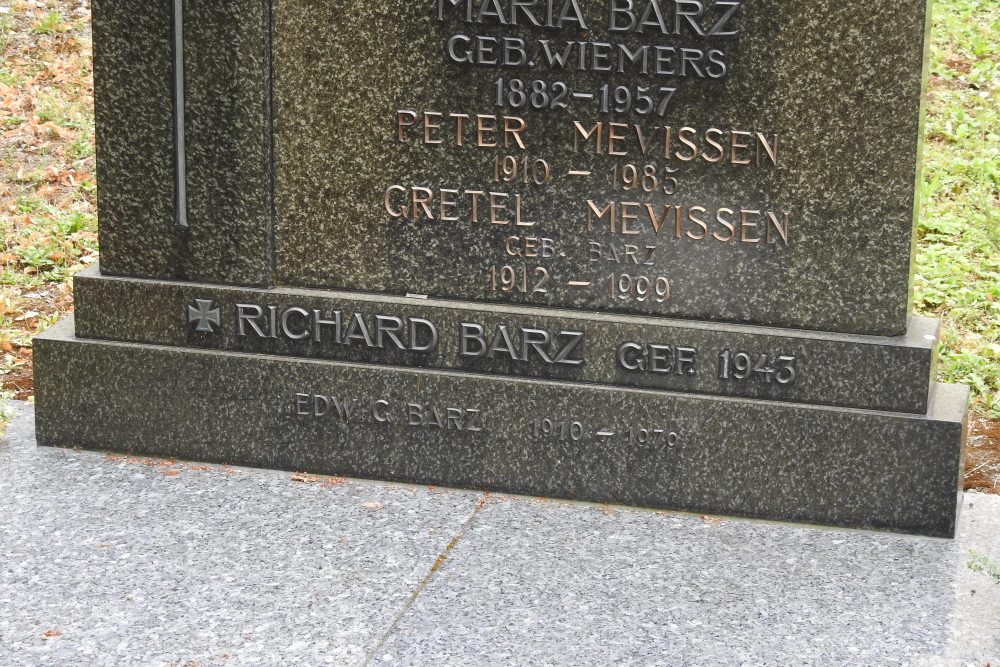 MARIA BARZ
GEB. WIEMERS
1882 – 1957
PETER MEVISSEN
1910 – 1985
GRETEL MEVISSEN
GEB. BARZ
1912 – 1999
RICHARD BARZ GEF. 1943
EDW. G. BARZ 1910 – 1979